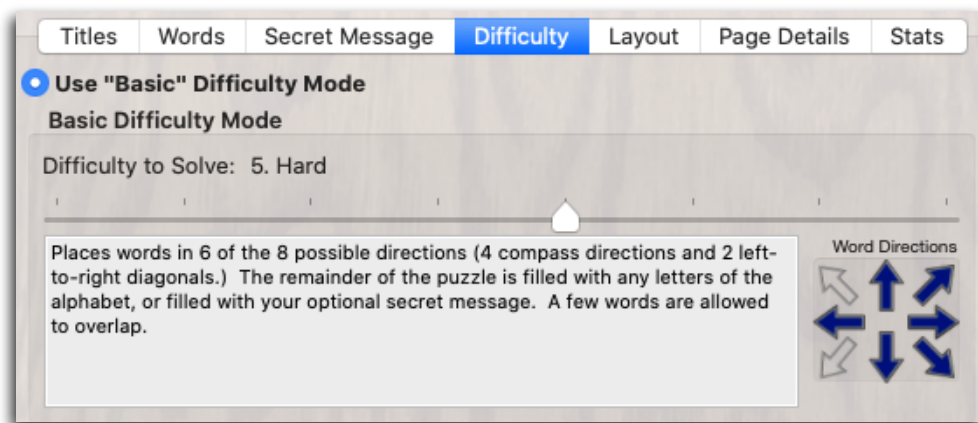 Titles Words Secret Message Difficulty Layout Page Details Stats
Use "Basic" Difficulty Mode
Basic Difficulty Mode
Difficulty to Solve: 5. Hard
Places words in 6 of the 8 possible directions (4 compass directions and 2 left-
to-right diagonals.) The remainder of the puzzle is filled with any letters of the
alphabet, or filled with your optional secret message. A few words are allowed
to overlap.
Word Directions